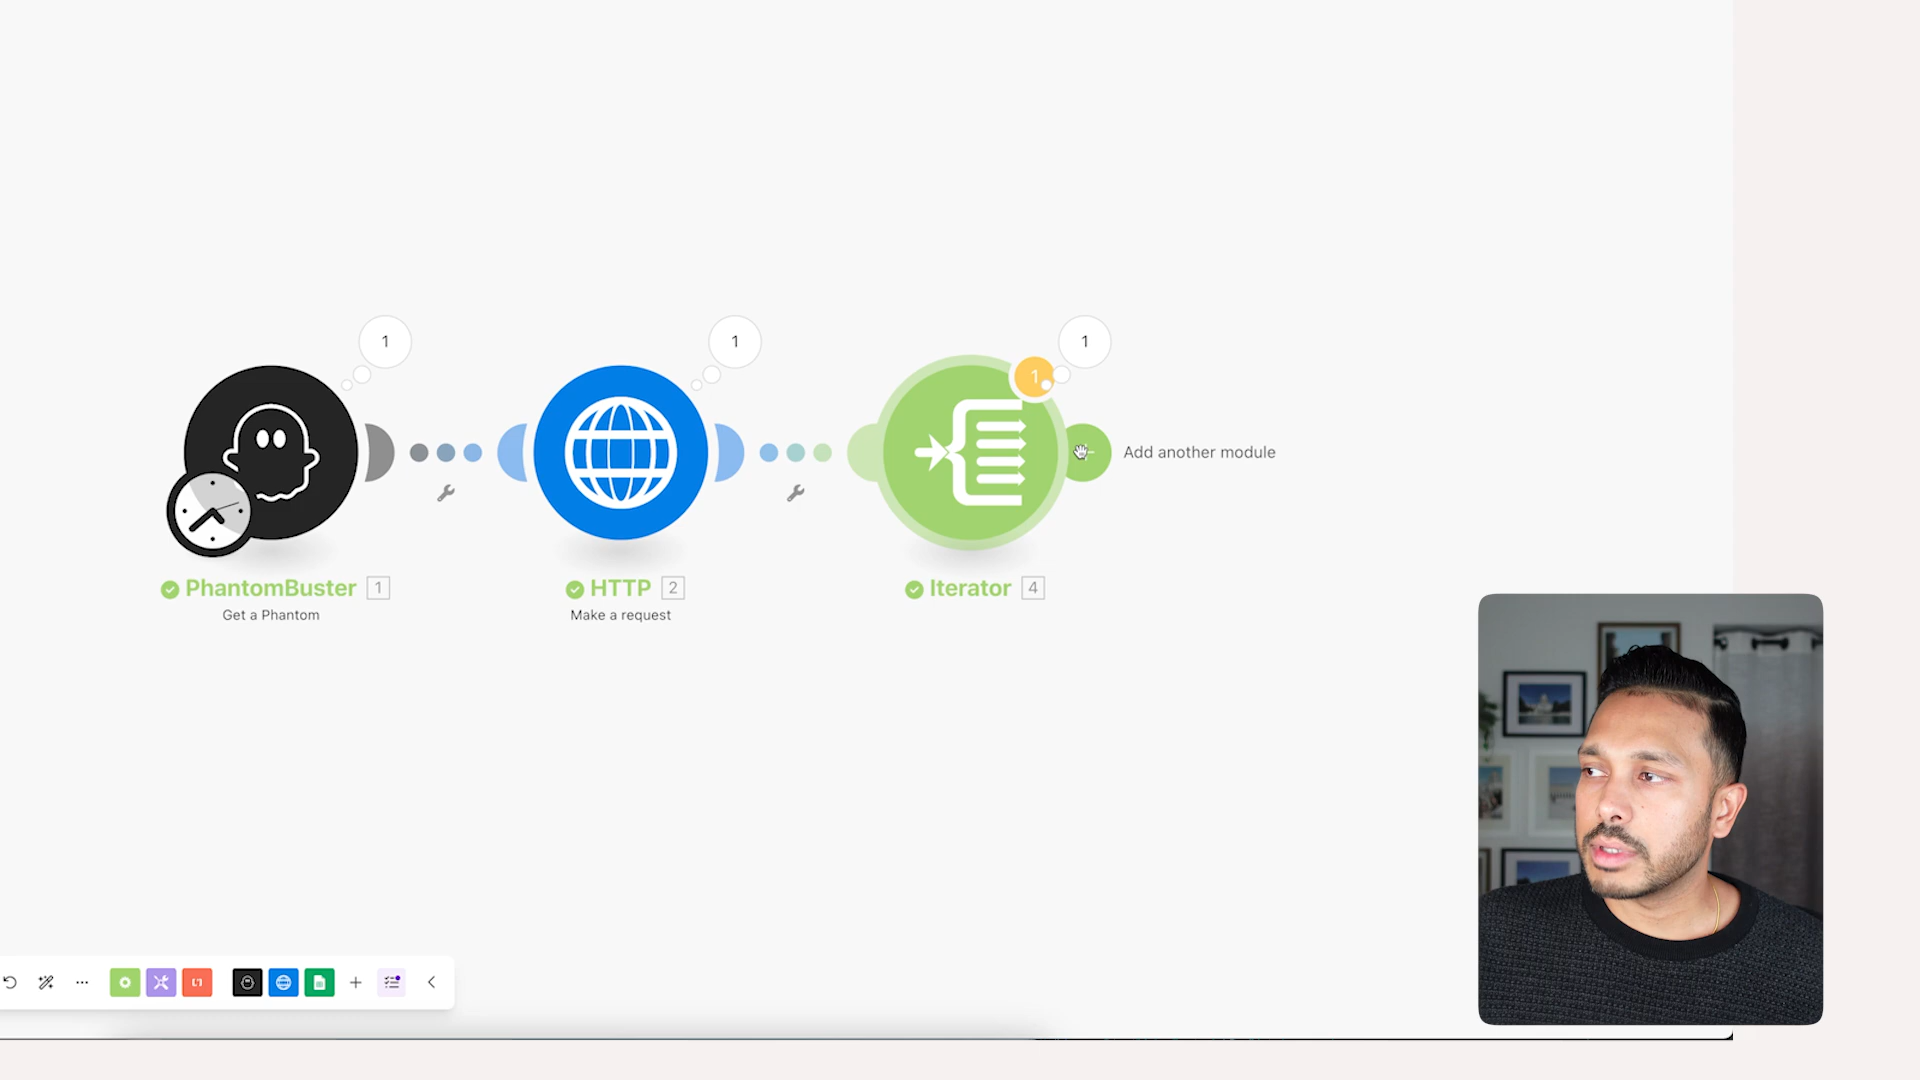 1
1
1
1
Add another module
PhantomBuster 1
HTTP 2
Iterator 4
Get a Phantom
Make a request